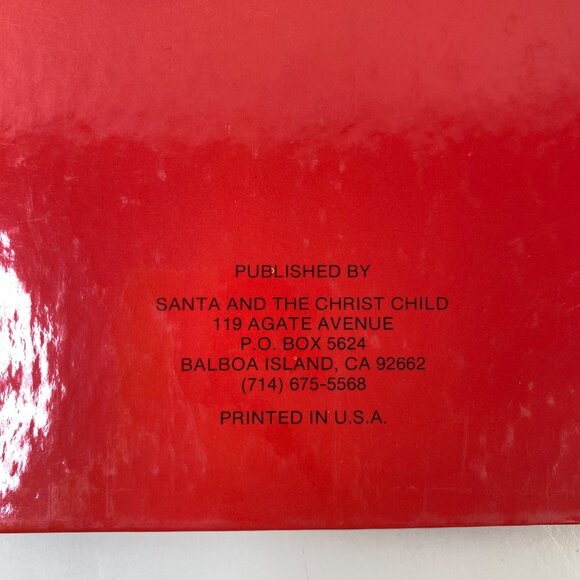 PUBLISHED BY
SANTA AND THE CHRIST CHILD
119 AGATE AVENUE
P.O. BOX 5624
BALBOA ISLAND, CA 92662
(714) 675-5568
PRINTED IN U.S.A.